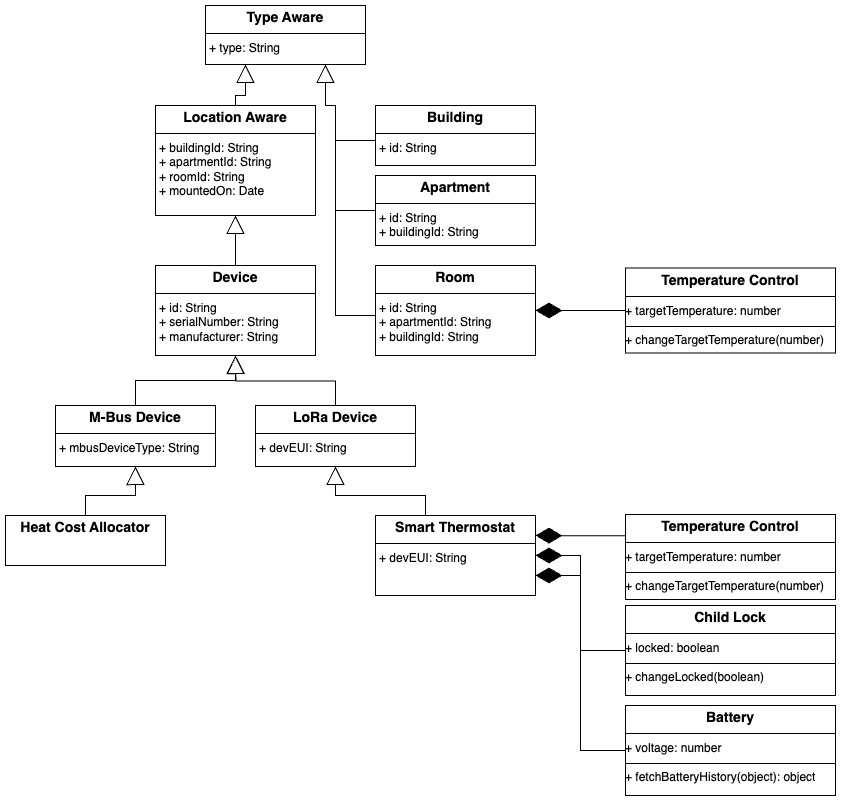 Type Aware
+ type: String
Location Aware
+ buildingId: String
+ apartmentId: String
+ roomId: String
+ mountedOn: Date
Building
+ id: String
Apartment
+ id: String
+ buildingId: String
Device
+ id: String
+ serialNumber: String
+ manufacturer: String
Room
+ id: String
+ apartmentId: String
+ buildingId: String
Temperature Control
+ targetTemperature: number
+ changeTargetTemperature(number)
M-Bus Device
+ mbusDeviceType: String
LoRa Device
+ devEUI: String
Heat Cost Allocator
Smart Thermostat
+ devEUI: String
Temperature Control
+ targetTemperature: number
+ changeTargetTemperature(number)
Child Lock
+ locked: boolean
+ changeLocked(boolean)
Battery
+ voltage: number
+ fetchBatteryHistory(object): object